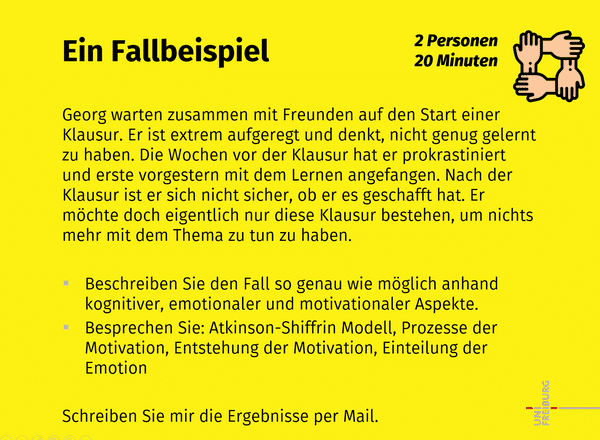 Ein Fallbeispiel
2 Personen
20 Minuten
Georg warten zusammen mit Freunden auf den Start einer
Klausur. Er ist extrem aufgeregt und denkt, nicht genug gelernt
zu haben. Die Wochen vor der Klausur hat er prokrastiniert
und erste vorgestern mit dem Lernen angefangen. Nach der
Klausur ist er sich nicht sicher, ob er es geschafft hat. Er
möchte doch eigentlich nur diese Klausur bestehen, um nichts
mehr mit dem Thema zu tun zu haben.
Beschreiben Sie den Fall so genau wie möglich anhand
kognitiver, emotionaler und motivationaler Aspekte.
Besprechen Sie: Atkinson-Shiffrin Modell, Prozesse der
Motivation, Entstehung der Motivation, Einteilung der
Emotion
Schreiben Sie mir die Ergebnisse per Mail.
UNI
FREIBURG